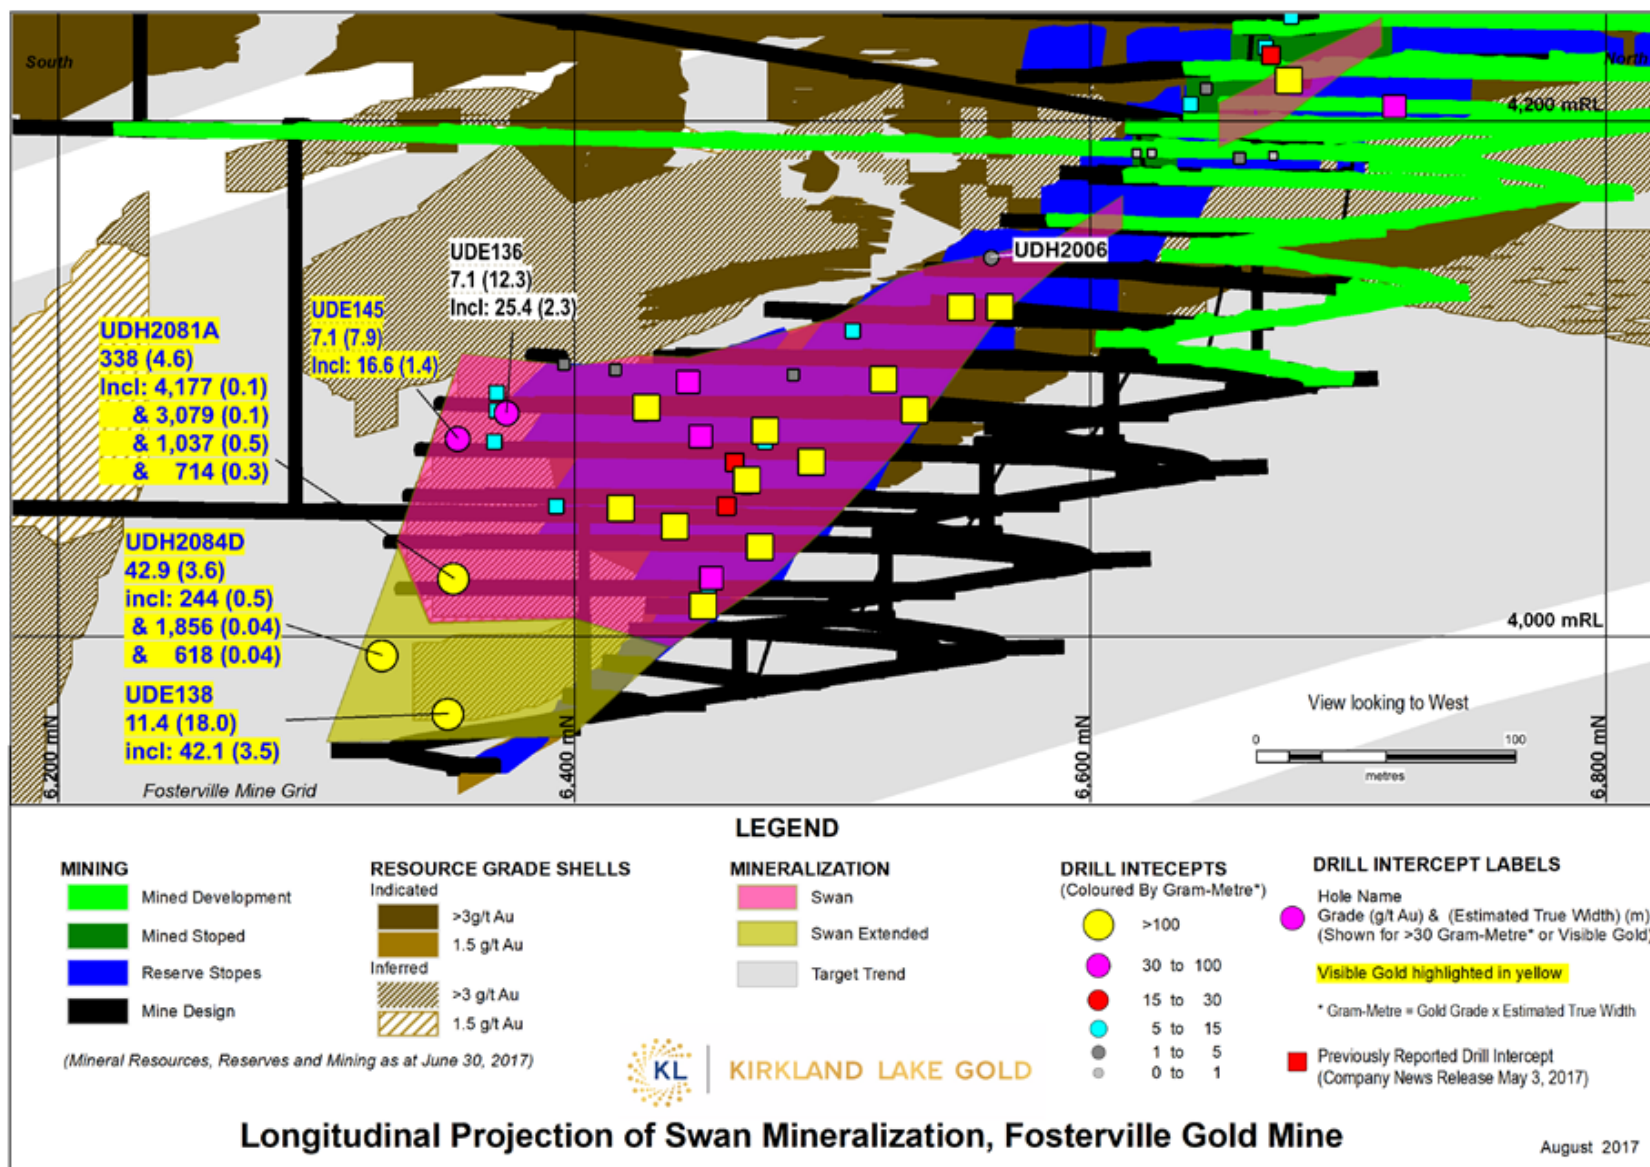 South
North
4,200 mRL
UDH2006
UDE136
7.1 (12.3)
Incl: 25.4 (2.3)
UDE145
7.1 (7.9)
Incl: 16.6 (1.4)
UDH2081A
338 (4.6)
Incl: 4,177 (0.1)
& 3,079 (0.1)
& 1,037 (0.5)
& 714 (0.3)
UDH2084D
42.9 (3.6)
incl: 244 (0.5)
& 1,856 (0.04)
& 618 (0.04)
UDE138
11.4 (18.0)
incl: 42.1 (3.5)
4,000 mRL
View looking to West
0 100
metres
6,200 mN
6,400 mN
6,600 mN
6,800 mN
Fosterville Mine Grid
LEGEND
MINING
Mined Development
Mined Stoped
Reserve Stopes
Mine Design
(Mineral Resources, Reserves and Mining as at June 30, 2017)
RESOURCE GRADE SHELLS
Indicated
>3g/t Au
1.5 g/t Au
Inferred
>3 g/t Au
1.5 g/t Au
MINERALIZATION
Swan
Swan Extended
Target Trend
DRILL INTECEPTS
(Coloured By Gram-Metre*)
>100
30 to 100
15 to 30
5 to 15
1 to 5
0 to 1
DRILL INTERCEPT LABELS
Hole Name
Grade (g/t Au) & (Estimated True Width) (m)
(Shown for >30 Gram-Metre* or Visible Gold)
Visible Gold highlighted in yellow
* Gram-Metre = Gold Grade x Estimated True Width
Previously Reported Drill Intercept
(Company News Release May 3, 2017)
KL KIRKLAND LAKE GOLD
Longitudinal Projection of Swan Mineralization, Fosterville Gold Mine
August 2017